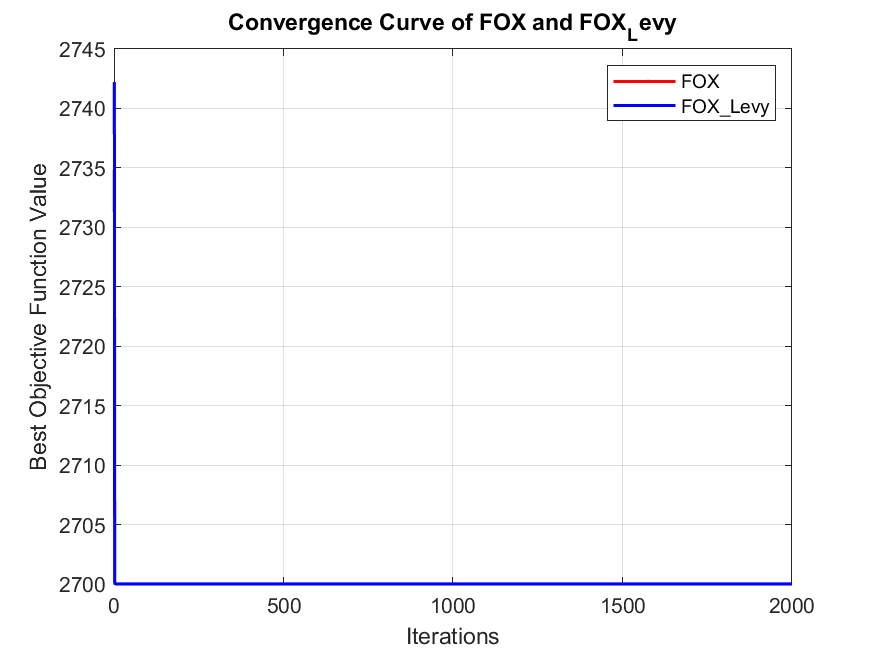 Convergence Curve of FOX and FOX_Levy
2745
2740
2735
2730
2725
2720
2715
2710
2705
2700
Best Objective Function Value
FOX
FOX_Levy
0 500 1000 1500 2000
Iterations